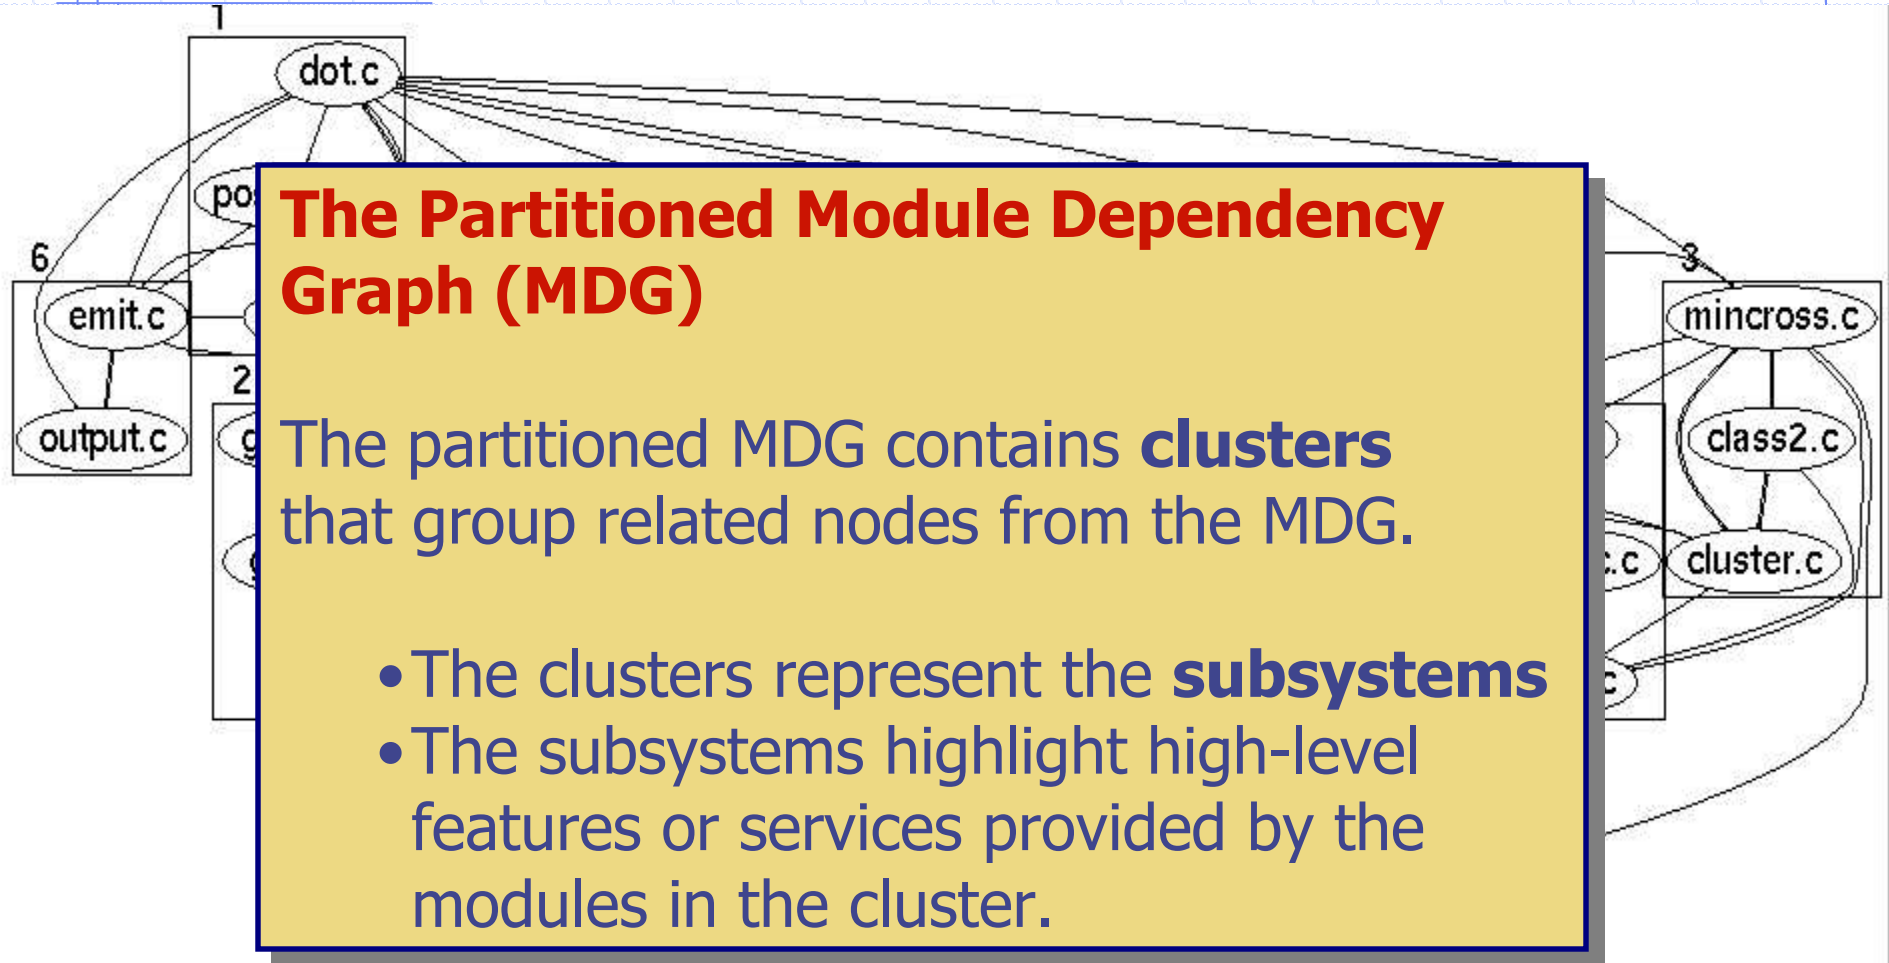 1
dot.c
The Partitioned Module Dependency
Graph (MDG)
6
3
emit.c
mincross.c
2
output.c
class2.c
The partitioned MDG contains clusters
that group related nodes from the MDG.
cluster.c
•The clusters represent the subsystems
•The subsystems highlight high-level
features or services provided by the
modules in the cluster.